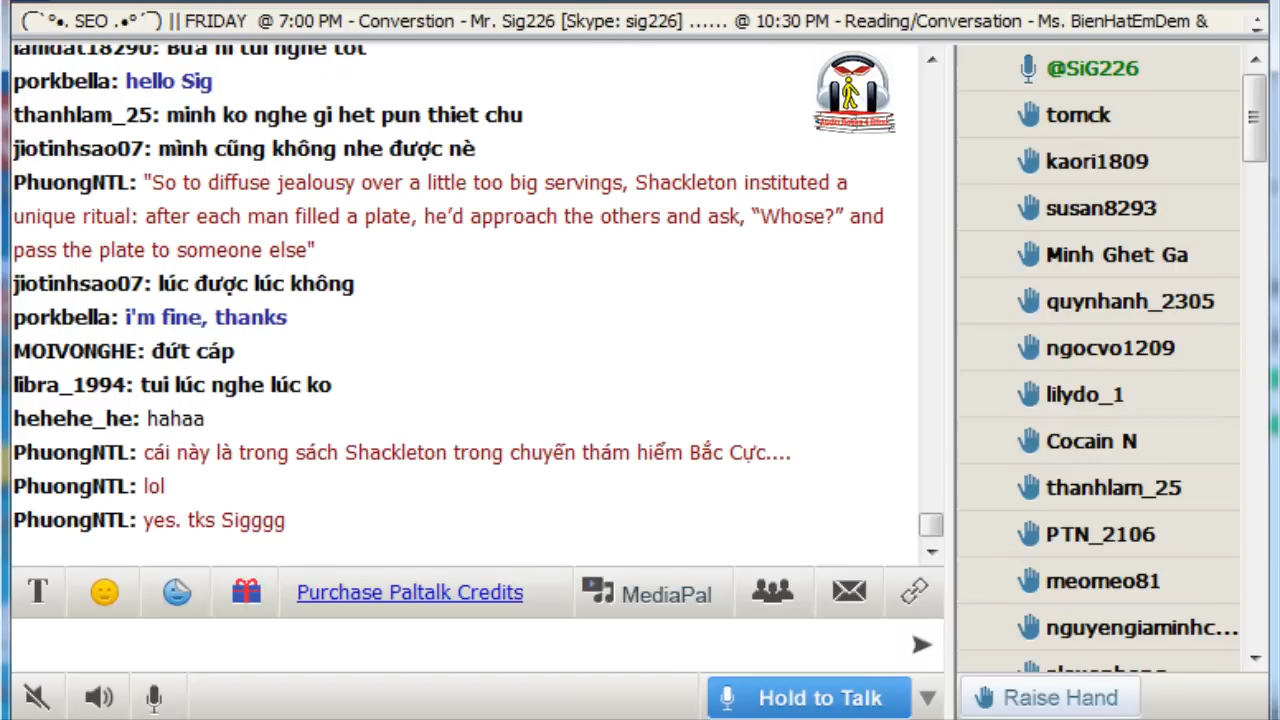 (¯`°•. SEO .•°´¯) || FRIDAY @ 7:00 PM - Converstion - Mr. Sig226 [Skype: sig226] ...... @ 10:30 PM - Reading/Conversation - Ms. BienHatEmDem &
iamdat18290: Bữa ni tui nghe tốt
porkbella: hello Sig
thanhlam_25: minh ko nghe gi het pun thiet chu
jiotinhsao07: mình cũng không nhe được nè
PhuongNTL: "So to diffuse jealousy over a little too big servings, Shackleton instituted a
unique ritual: after each man filled a plate, he’d approach the others and ask, “Whose?” and
pass the plate to someone else"
jiotinhsao07: lúc được lúc không
porkbella: i'm fine, thanks
MOIVONGHE: đứt cáp
libra_1994: tui lúc nghe lúc ko
hehehe_he: hahaa
PhuongNTL: cái này là trong sách Shackleton trong chuyến thám hiểm Bắc Cực....
PhuongNTL: lol
PhuongNTL: yes. tks Sigggg
T
Purchase Paltalk Credits
MediaPal
Hold to Talk
@SiG226
tomck
kaori1809
susan8293
Minh Ghet Ga
quynhanh_2305
ngocvo1209
lilydo_1
Cocain N
thanhlam_25
PTN_2106
meomeo81
nguyengiaminhc...
Raise Hand